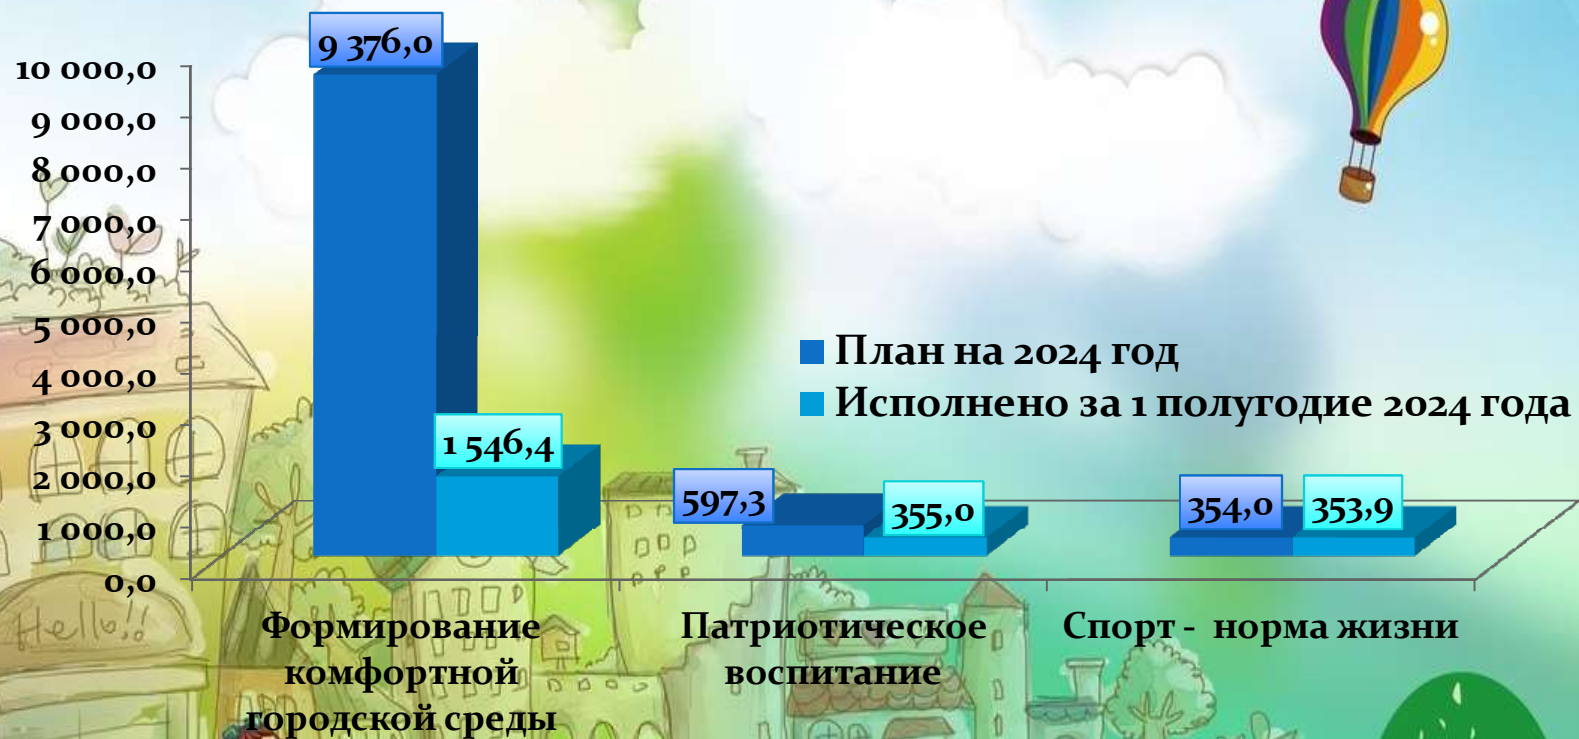 9 376,0
10 000,0
9 000,0
8 000,0
7 000,0
6 000,0
5 000,0
4 000,0
3 000,0
2 000,0
1 000,0
0,0
1 546,4
597,3
355,0
354,0
353,9
План на 2024 год
Исполнено за 1 полугодие 2024 года
Формирование
комфортной
городской среды
Патриотическое
воспитание
Спорт - норма жизни
Hello!!